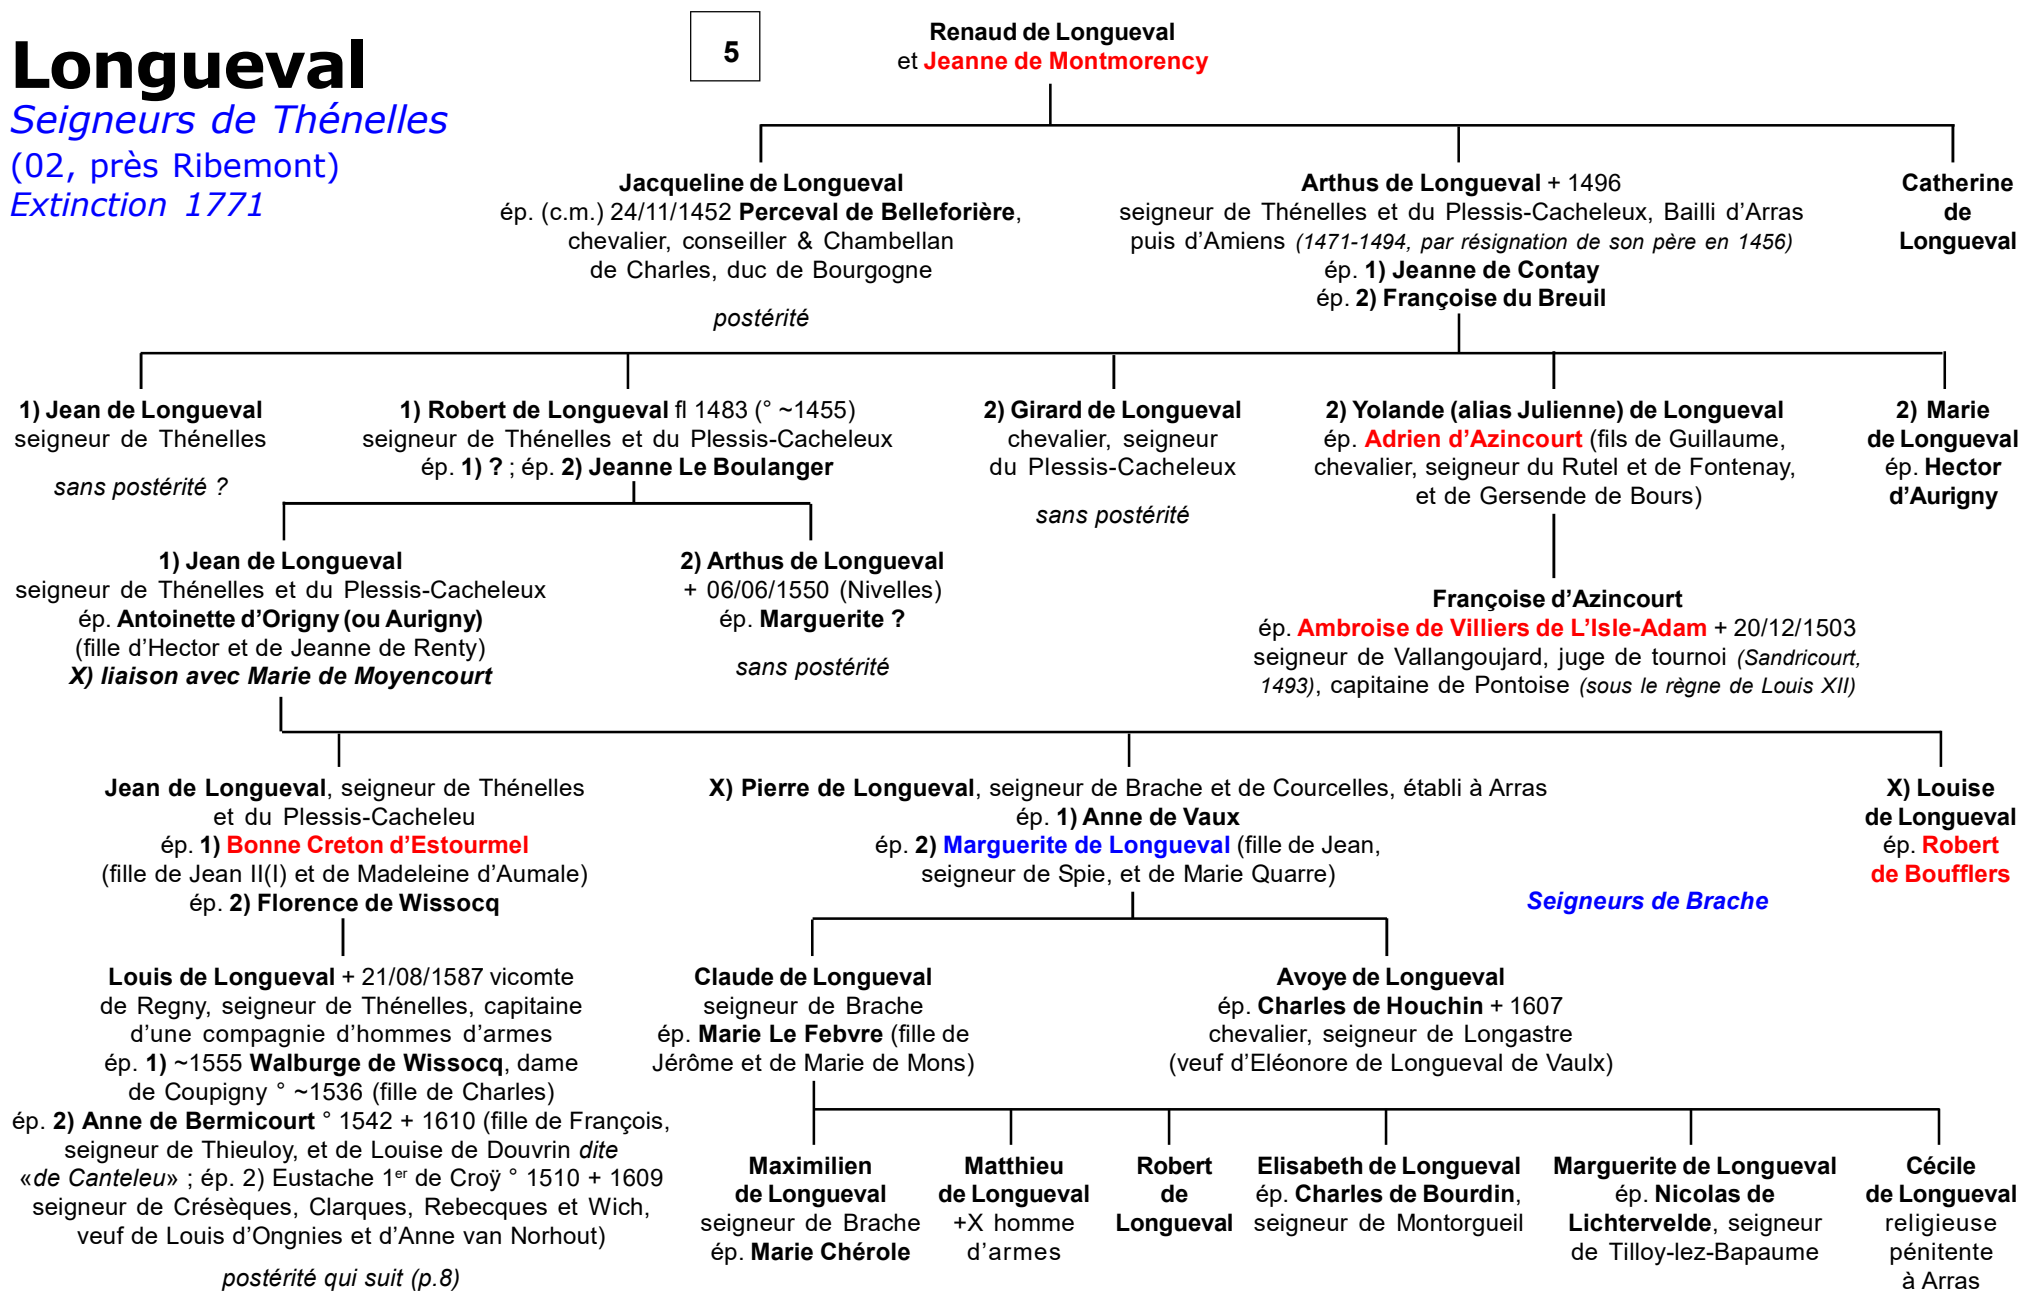 Longueval
Seigneurs de Thénelles
(02, près Ribemont)
Extinction 1771
5
Renaud de Longueval
et Jeanne de Montmorency
Jacqueline de Longueval
ép. (c.m.) 24/11/1452 Perceval de Belleforière,
chevalier, conseiller & Chambellan
de Charles, duc de Bourgogne
postérité
Arthus de Longueval + 1496
seigneur de Thénelles et du Plessis-Cacheleux, Bailli d’Arras
puis d’Amiens (1471-1494, par résignation de son père en 1456)
ép. 1) Jeanne de Contay
ép. 2) Françoise du Breuil
Catherine
de
Longueval
1) Jean de Longueval
seigneur de Thénelles
sans postérité ?
1) Robert de Longueval fl 1483 (° ~1455)
seigneur de Thénelles et du Plessis-Cacheleux
ép. 1) ? ; ép. 2) Jeanne Le Boulanger
2) Girard de Longueval
chevalier, seigneur
du Plessis-Cacheleux
sans postérité
2) Yolande (alias Julienne) de Longueval
ép. Adrien d’Azincourt (fils de Guillaume,
chevalier, seigneur du Rutel et de Fontenay,
et de Gersende de Bours)
2) Marie
de Longueval
ép. Hector
d’Aurigny
1) Jean de Longueval
seigneur de Thénelles et du Plessis-Cacheleux
ép. Antoinette d’Origny (ou Aurigny)
(fille d’Hector et de Jeanne de Renty)
X) liaison avec Marie de Moyencourt
2) Arthus de Longueval
+ 06/06/1550 (Nivelles)
ép. Marguerite ?
sans postérité
Françoise d’Azincourt
ép. Ambroise de Villiers de L’Isle-Adam + 20/12/1503
seigneur de Vallangoujard, juge de tournoi (Sandricourt,
1493), capitaine de Pontoise (sous le règne de Louis XII)
Jean de Longueval, seigneur de Thénelles
et du Plessis-Cacheleu
ép. 1) Bonne Creton d’Estourmel
(fille de Jean II(I) et de Madeleine d’Aumale)
ép. 2) Florence de Wissocq
X) Pierre de Longueval, seigneur de Brache et de Courcelles, établi à Arras
ép. 1) Anne de Vaux
ép. 2) Marguerite de Longueval (fille de Jean,
seigneur de Spie, et de Marie Quarre)
X) Louise
de Longueval
ép. Robert
de Boufflers
Seigneurs de Brache
Louis de Longueval + 21/08/1587 vicomte
de Regny, seigneur de Thénelles, capitaine
d’une compagnie d’hommes d’armes
ép. 1) ~1555 Walburge de Wissocq, dame
de Coupigny ° ~1536 (fille de Charles)
ép. 2) Anne de Bermicourt ° 1542 + 1610 (fille de François,
seigneur de Thieuloy, et de Louise de Douvrin dite
«de Canteleu» ; ép. 2) Eustache 1er de Croÿ ° 1510 + 1609
seigneur de Crésèques, Clarques, Rebecques et Wich,
veuf de Louis d’Ongnies et d’Anne van Norhout)
postérité qui suit (p.8)
Claude de Longueval
seigneur de Brache
ép. Marie Le Febvre (fille de
Jérôme et de Marie de Mons)
Avoye de Longueval
ép. Charles de Houchin + 1607
chevalier, seigneur de Longastre
(veuf d’Eléonore de Longueval de Vaulx)
Maximilien
de Longueval
seigneur de Brache
ép. Marie Chérole
Matthieu
de Longueval
+X homme
d’armes
Robert
de
Longueval
Elisabeth de Longueval
ép. Charles de Bourdin,
seigneur de Montorgueil
Marguerite de Longueval
ép. Nicolas de
Lichtervelde, seigneur
de Tilloy-lez-Bapaume
Cécile
de Longueval
religieuse
pénitente
à Arras